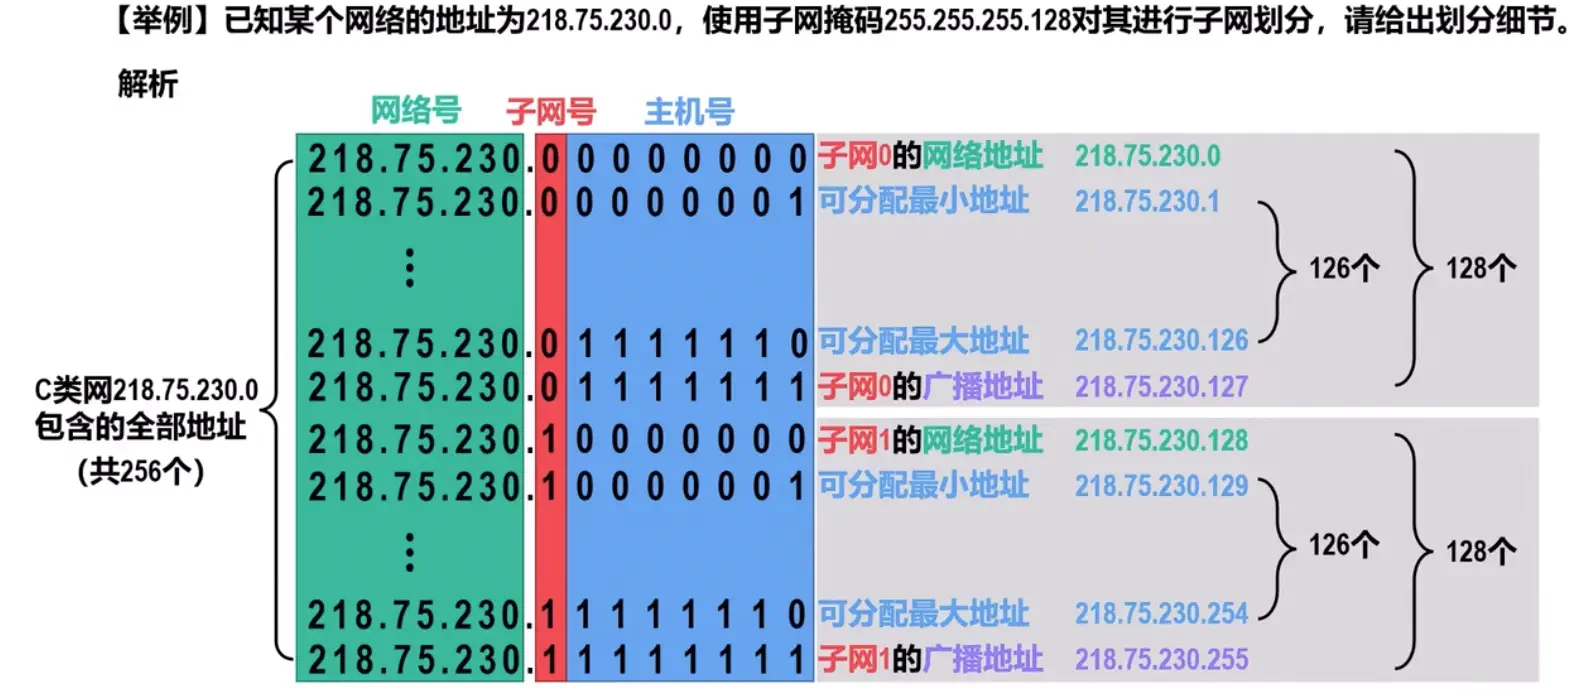 【举例】已知某个网络的地址为218.75.230.0，使用子网掩码255.255.255.128对其进行子网划分，请给出划分细节。
解析
网络号 子网号 主机号
218.75.230.0 0 0 0 0 0 0 0 子网0的网络地址 218.75.230.0
218.75.230.0 0 0 0 0 0 0 1 可分配最小地址 218.75.230.1
⋮
126个 128个
218.75.230.0 1 1 1 1 1 1 0 可分配最大地址 218.75.230.126
218.75.230.0 1 1 1 1 1 1 1 子网0的广播地址 218.75.230.127
C类网218.75.230.0
包含的全部地址
（共256个）
218.75.230.1 0 0 0 0 0 0 0 子网1的网络地址 218.75.230.128
218.75.230.1 0 0 0 0 0 0 1 可分配最小地址 218.75.230.129
⋮
126个 128个
218.75.230.1 1 1 1 1 1 1 0 可分配最大地址 218.75.230.254
218.75.230.1 1 1 1 1 1 1 1 子网1的广播地址 218.75.230.255